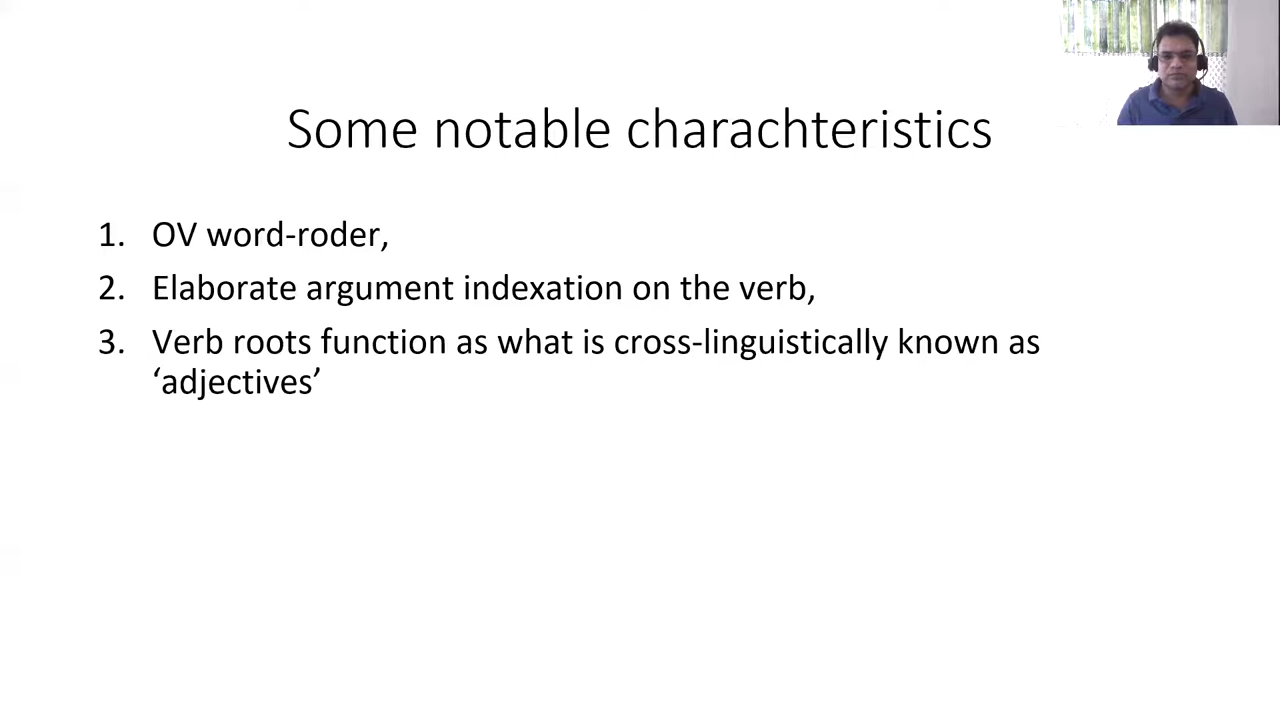 Some notable charachteristics
1. OV word-roder,
2. Elaborate argument indexation on the verb,
3. Verb roots function as what is cross-linguistically known as
‘adjectives’